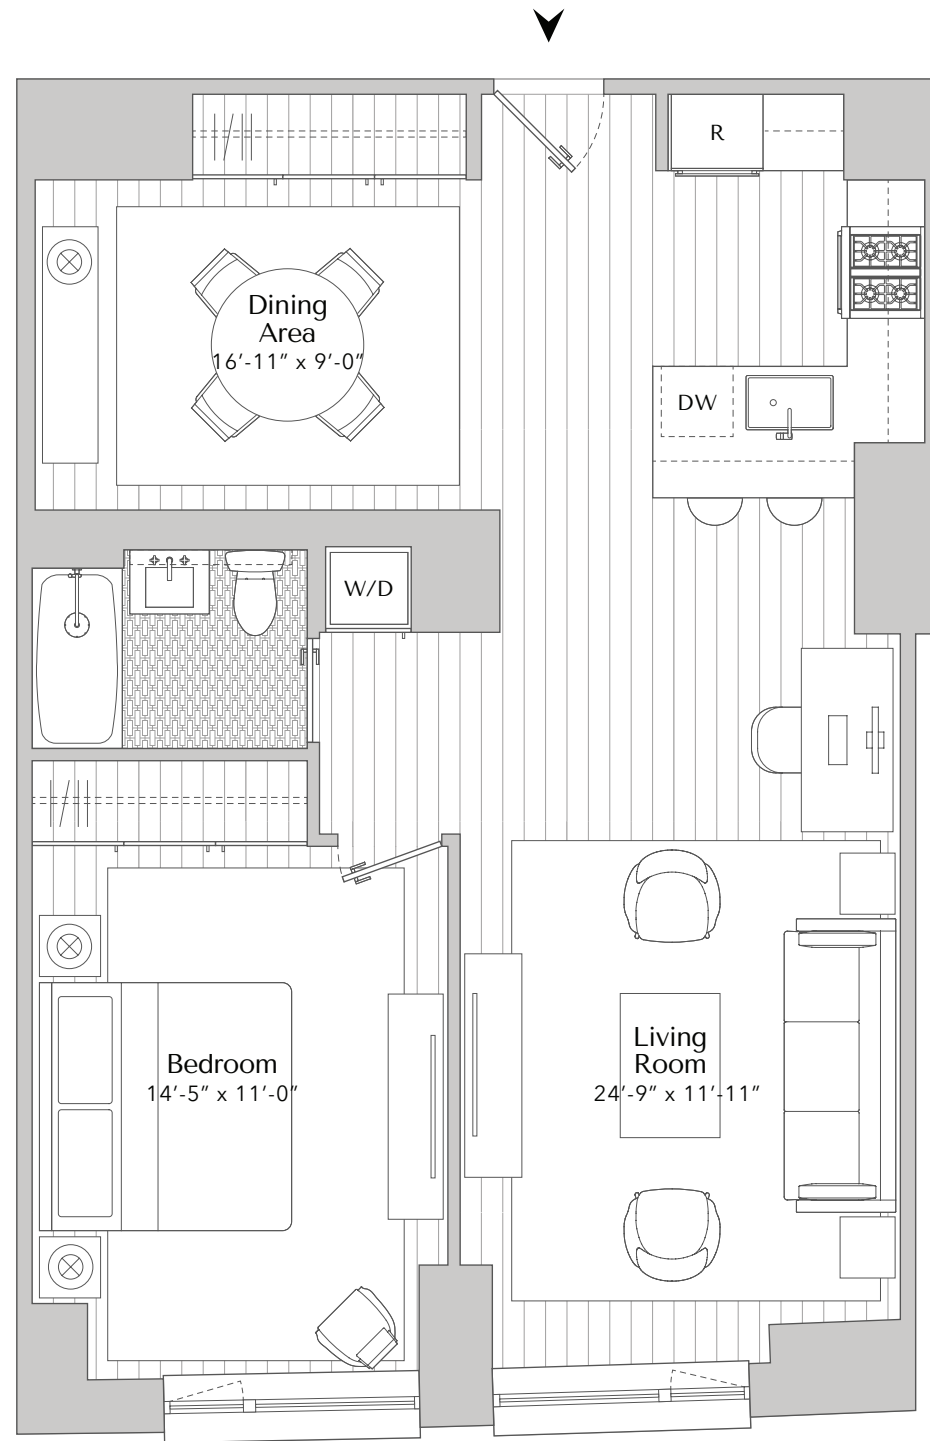 R
Dining
Area
16’-11” x 9’-0”
DW
W/D
Living
Room
24’-9” x 11’-11”
Bedroom
14’-5” x 11’-0”